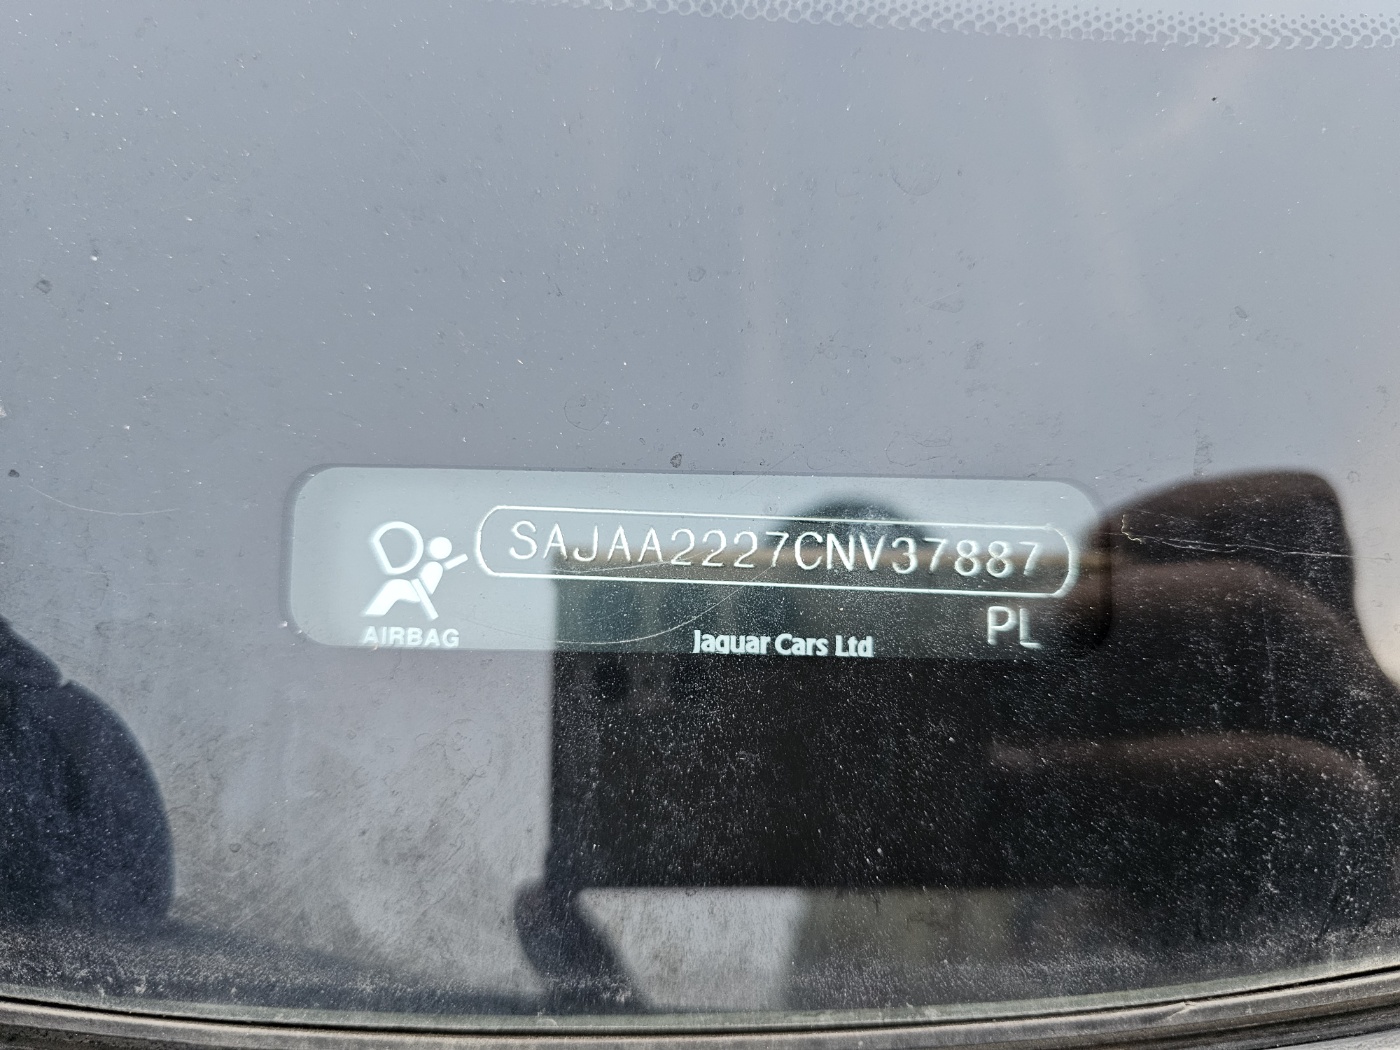 SAJAA2227CNV37887
PL
AIRBAG
Jaguar Cars Ltd